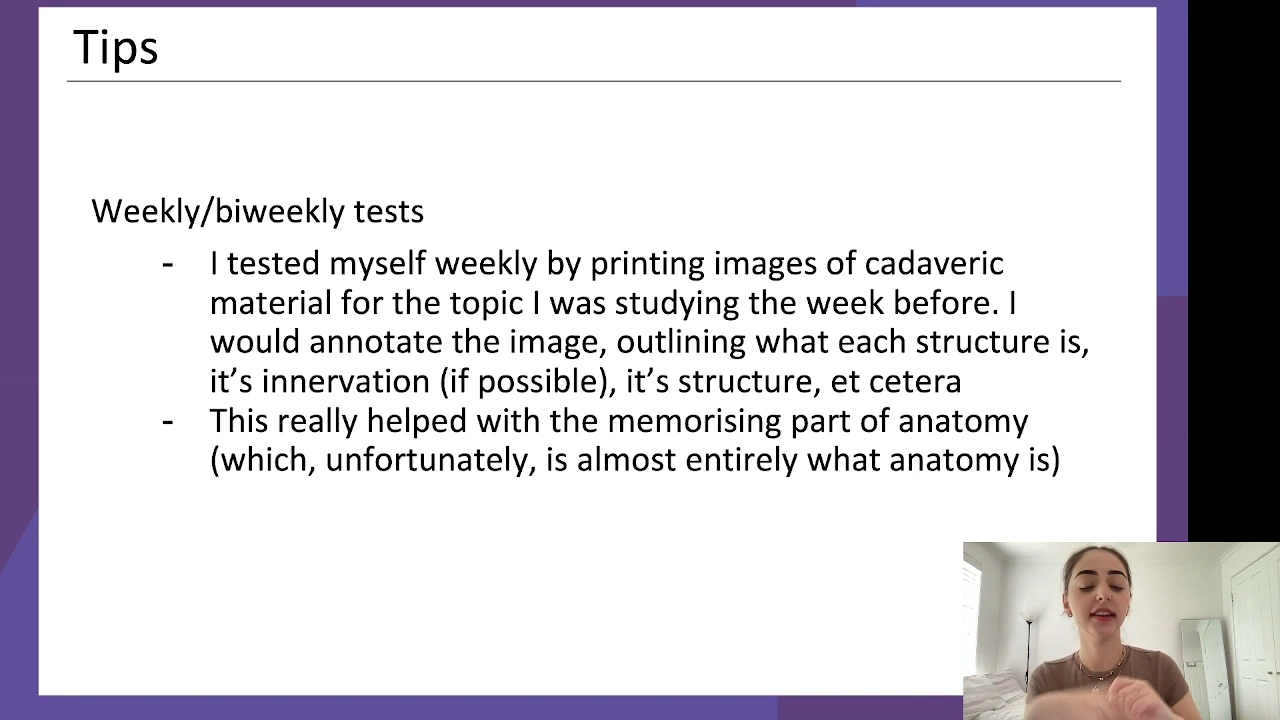 Tips
Weekly/biweekly tests
- I tested myself weekly by printing images of cadaveric
material for the topic I was studying the week before. I
would annotate the image, outlining what each structure is,
it’s innervation (if possible), it’s structure, et cetera
- This really helped with the memorising part of anatomy
(which, unfortunately, is almost entirely what anatomy is)